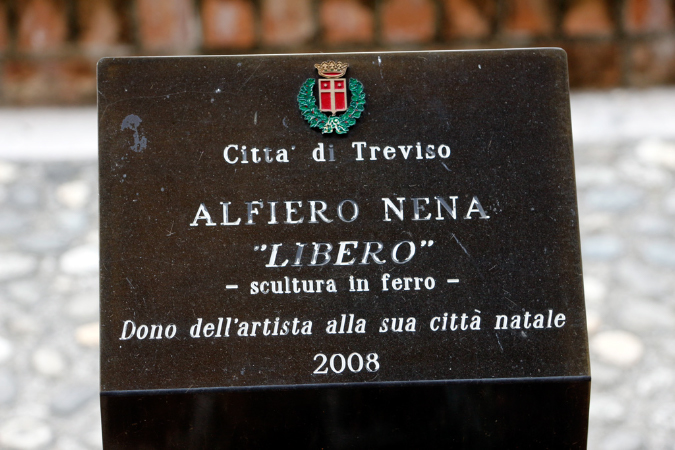 Citta' di Treviso
ALFIERO NENA
"LIBERO"
- scultura in ferro -
Dono dell'artista alla sua città natale
2008